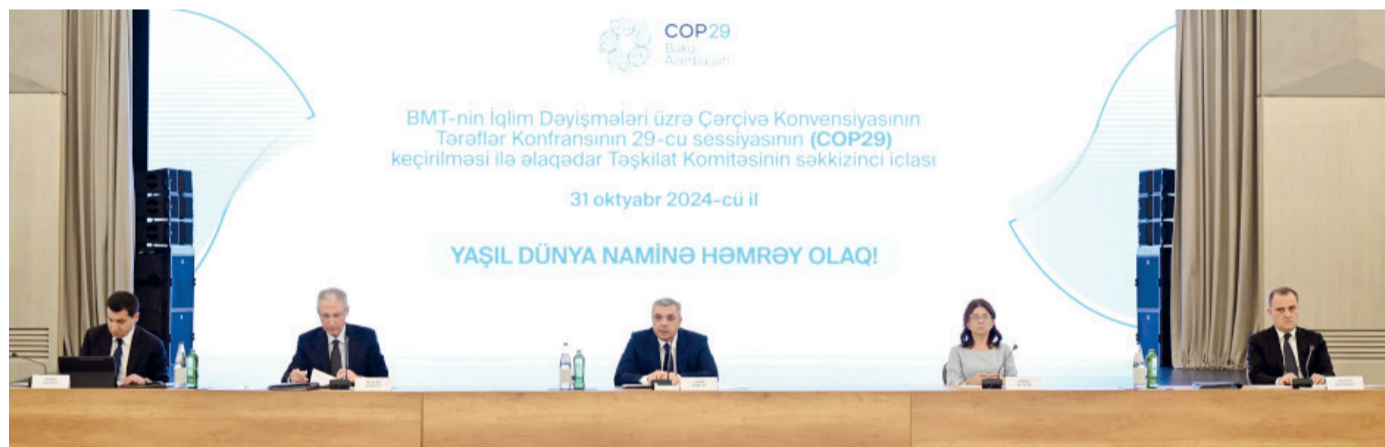 COP29
Baku
Azerbaijan
BMT-nin İqlim Dəyişmələri üzrə Çərçivə Konvensiyasının
Tərəflər Konfransının 29-cu sessiyasının (COP29)
keçirilməsi ilə əlaqədar Təşkilat Komitəsinin səkkizinci iclası
31 oktyabr 2024-cü il
YAŞIL DÜNYA NAMİNƏ HƏMRƏY OLAQ!